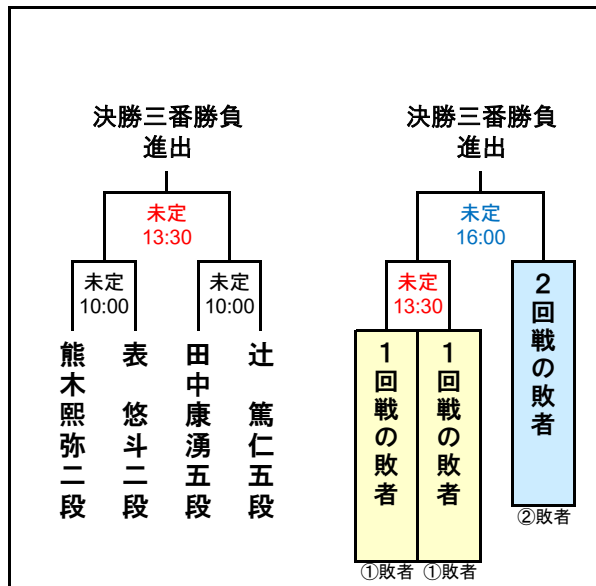 決勝三番勝負
進出
未定
13:30
未定
10:00
未定
10:00
熊木熙弥二段
表　悠斗二段
田中康湧五段
辻　篤仁五段
決勝三番勝負
進出
未定
16:00
未定
13:30
1回戦の敗者
1回戦の敗者
2回戦の敗者
①敗者
①敗者
②敗者